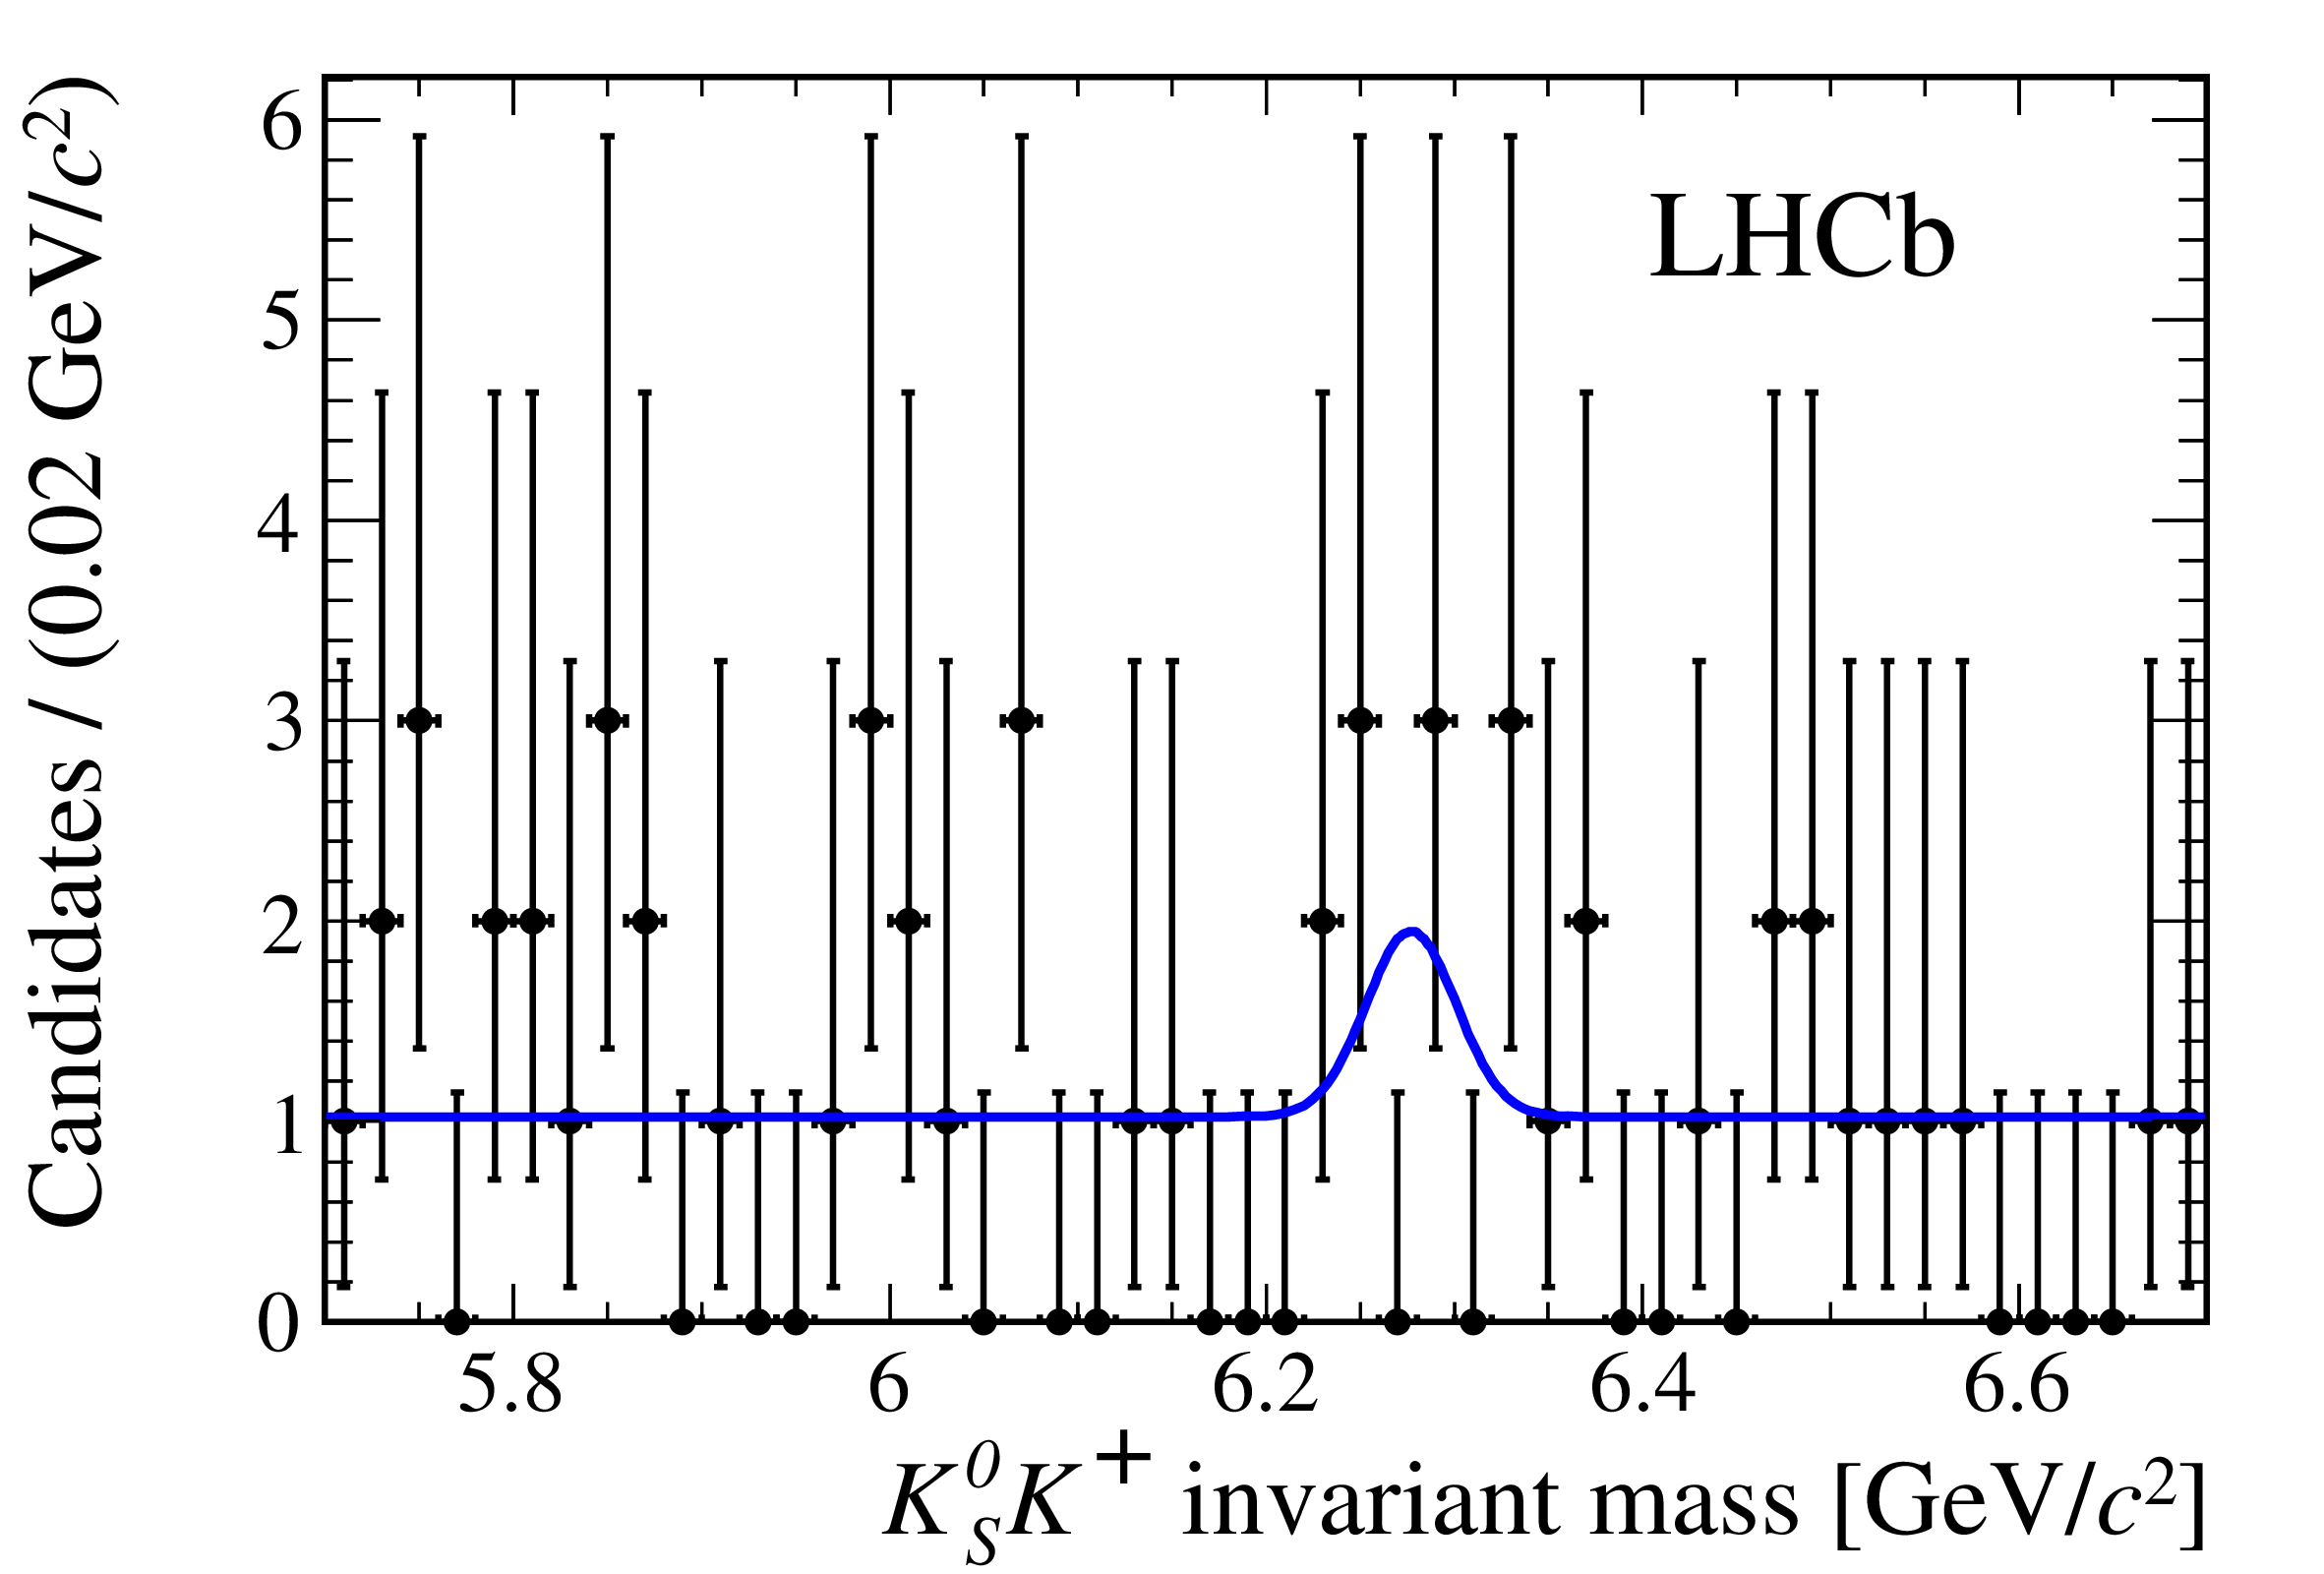 Candidates / (0.02 GeV/c²)
6
5
4
3
2
1
0
LHCb
5.8 6 6.2 6.4 6.6
K⁰ₛK⁺ invariant mass [GeV/c²]